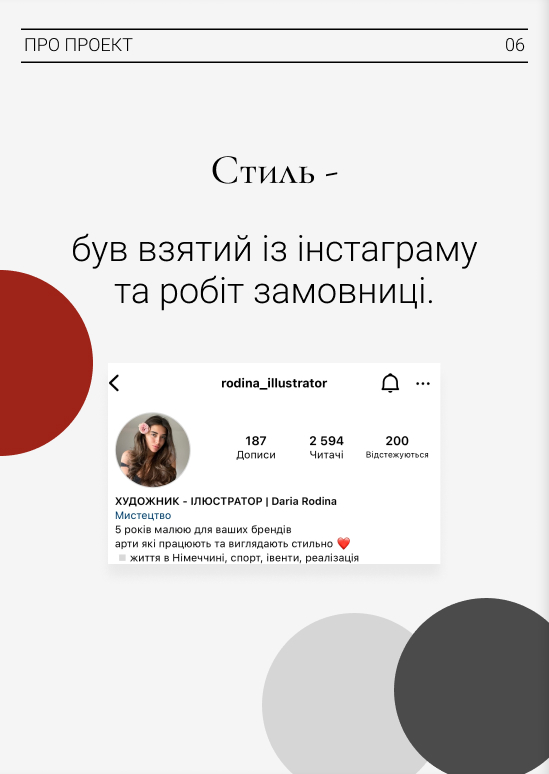 ПРО ПРОЕКТ 06
Стиль -
був взятий із інстаграму
та робіт замовниці.
rodina_illustrator
187 2 594 200
Дописи Читачі Відстежуються
ХУДОЖНИК - ІЛЮСТРАТОР | Daria Rodina
Мистецтво
5 років малюю для ваших брендів
арти які працюють та виглядають стильно ❤️
◽ життя в Німеччині, спорт, івенти, реалізація